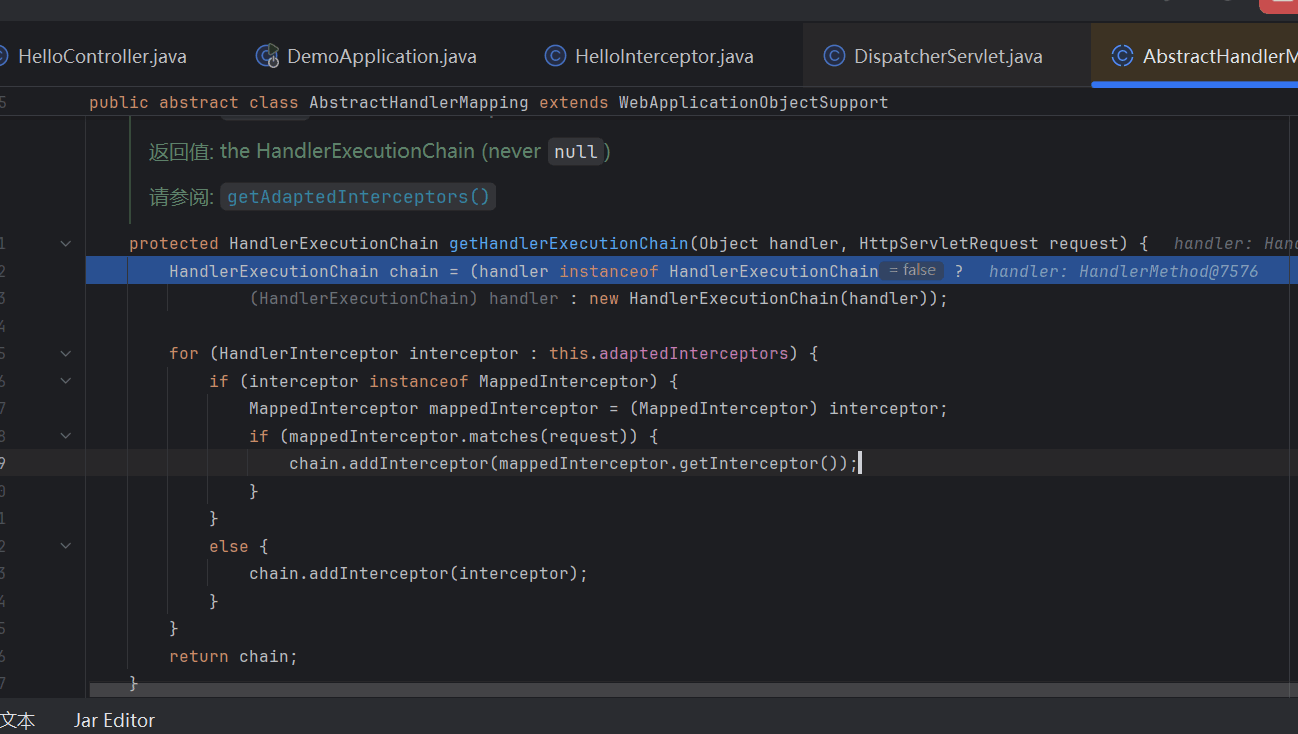 HelloController.java DemoApplication.java HelloInterceptor.java DispatcherServlet.java AbstractHandlerM
public abstract class AbstractHandlerMapping extends WebApplicationObjectSupport
返回值: the HandlerExecutionChain (never null)
请参阅: getAdaptedInterceptors()
protected HandlerExecutionChain getHandlerExecutionChain(Object handler, HttpServletRequest request) { handler: Hand
HandlerExecutionChain chain = (handler instanceof HandlerExecutionChain = false ? handler: HandlerMethod@7576
(HandlerExecutionChain) handler : new HandlerExecutionChain(handler));
for (HandlerInterceptor interceptor : this.adaptedInterceptors) {
if (interceptor instanceof MappedInterceptor) {
MappedInterceptor mappedInterceptor = (MappedInterceptor) interceptor;
if (mappedInterceptor.matches(request)) {
chain.addInterceptor(mappedInterceptor.getInterceptor());
}
}
else {
chain.addInterceptor(interceptor);
}
}
return chain;
}
文本 Jar Editor